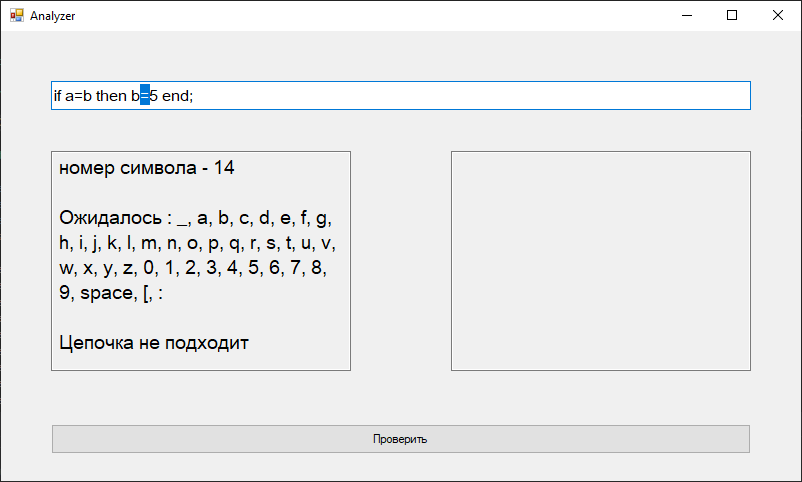 Analyzer
if a=b then b=5 end;
номер символа - 14
Ожидалось : _, a, b, c, d, e, f, g,
h, i, j, k, l, m, n, o, p, q, r, s, t, u, v,
w, x, y, z, 0, 1, 2, 3, 4, 5, 6, 7, 8,
9, space, [, :
Цепочка не подходит
Проверить